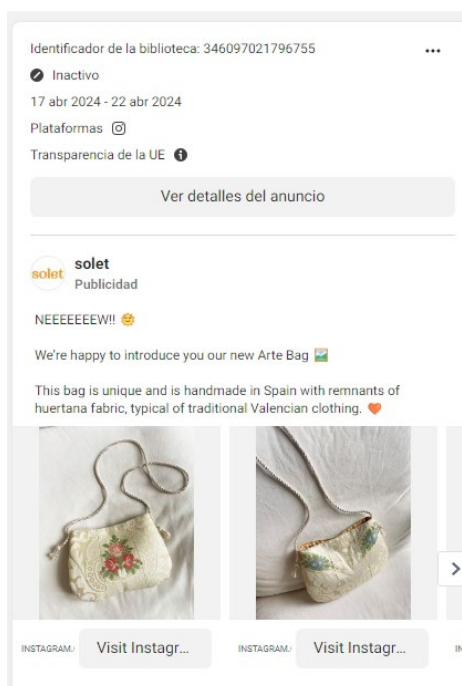 Identificador de la biblioteca: 346097021796755
Inactivo
17 abr 2024 - 22 abr 2024
Plataformas
Transparencia de la UE
Ver detalles del anuncio
solet
solet
Publicidad
NEEEEEEEW!! 🌞
We're happy to introduce you our new Arte Bag 🖼️
This bag is unique and is handmade in Spain with remnants of
huertana fabric, typical of traditional Valencian clothing. 🧡
INSTAGRAM.
Visit Instagr...
INSTAGRAM.
Visit Instagr...
IN